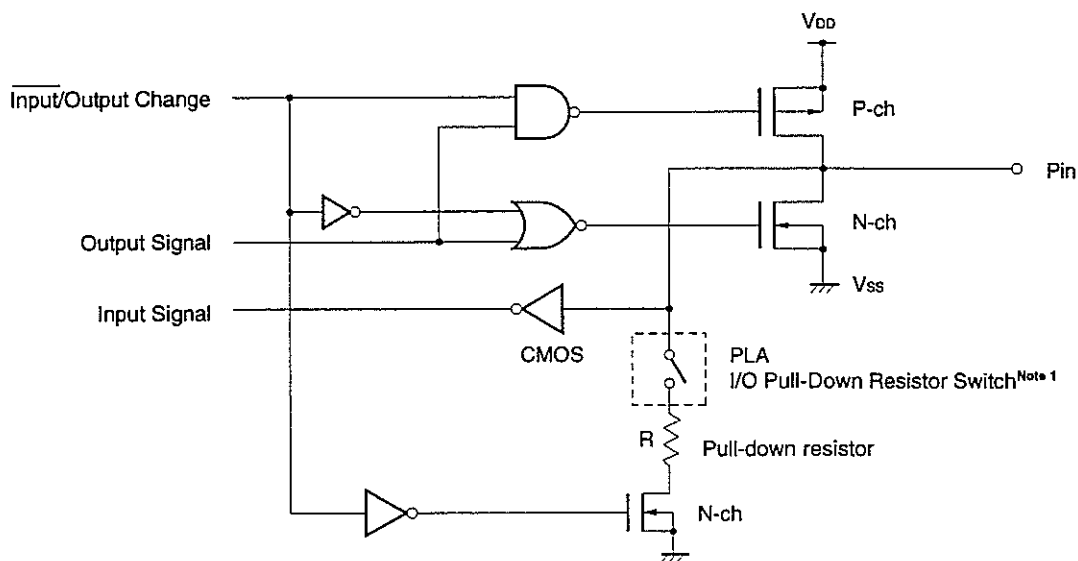 VDD
Input/Output Change
P-ch
Pin
N-ch
Output Signal
VSS
Input Signal
CMOS
PLA
I/O Pull-Down Resistor Switch Note 1
R
Pull-down resistor
N-ch